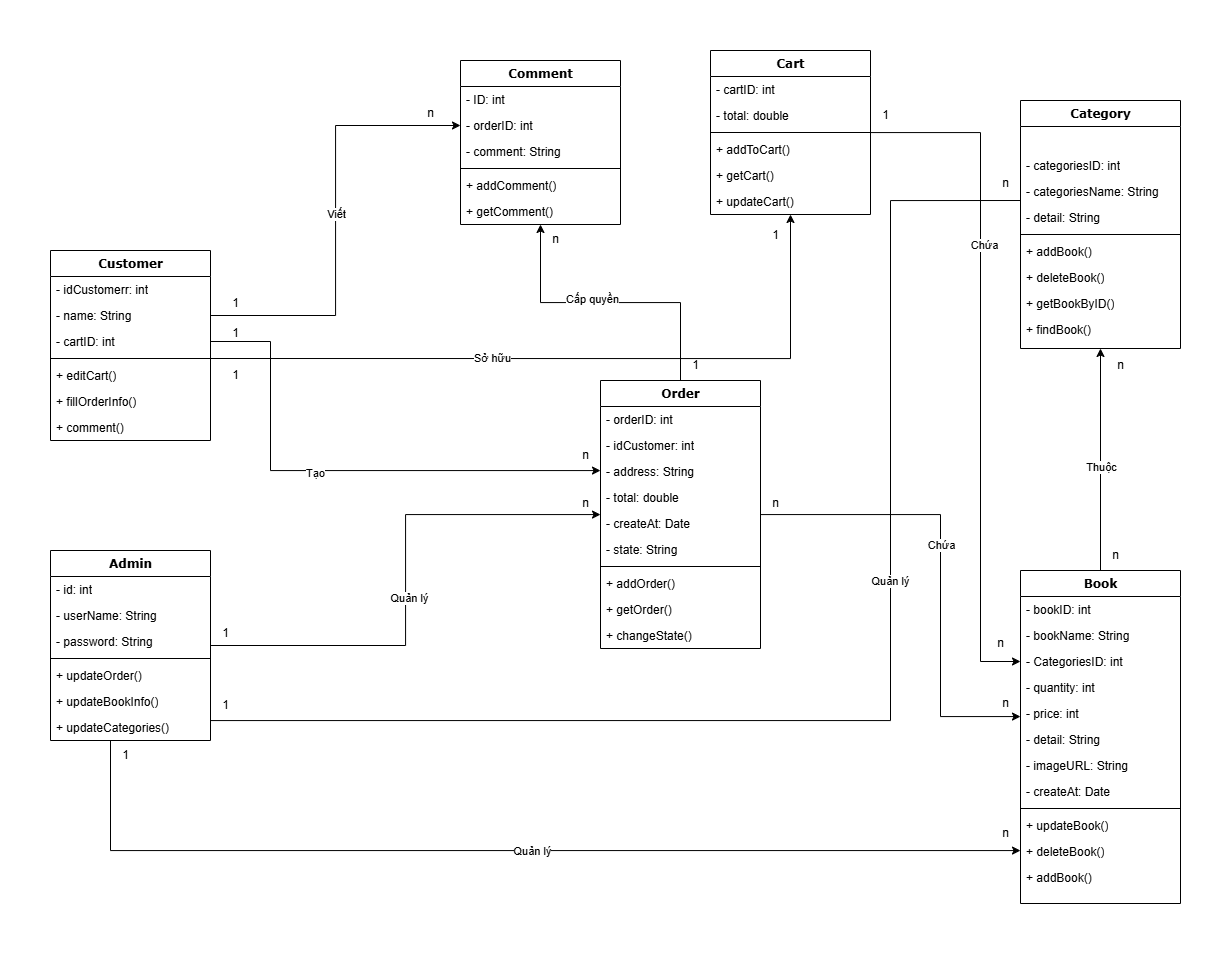 Comment
- ID: int
- orderID: int
- comment: String
+ addComment()
+ getComment()
n
n
Cart
- cartID: int
- total: double
+ addToCart()
+ getCart()
+ updateCart()
1
1
Category
- categoriesID: int
- categoriesName: String
- detail: String
+ addBook()
+ deleteBook()
+ getBookByID()
+ findBook()
n
n
Viết
Chứa
Customer
- idCustomerr: int
- name: String
- cartID: int
+ editCart()
+ fillOrderInfo()
+ comment()
1
1
1
Cấp quyền
Sở hữu
Tạo
Order
- orderID: int
- idCustomer: int
- address: String
- total: double
- createAt: Date
- state: String
+ addOrder()
+ getOrder()
+ changeState()
1
n
n
n
Thuộc
Chứa
Quản lý
Quản lý
Admin
- id: int
- userName: String
- password: String
+ updateOrder()
+ updateBookInfo()
+ updateCategories()
1
1
1
Book
- bookID: int
- bookName: String
- CategoriesID: int
- quantity: int
- price: int
- detail: String
- imageURL: String
- createAt: Date
+ updateBook()
+ deleteBook()
+ addBook()
n
n
n
n
Quản lý